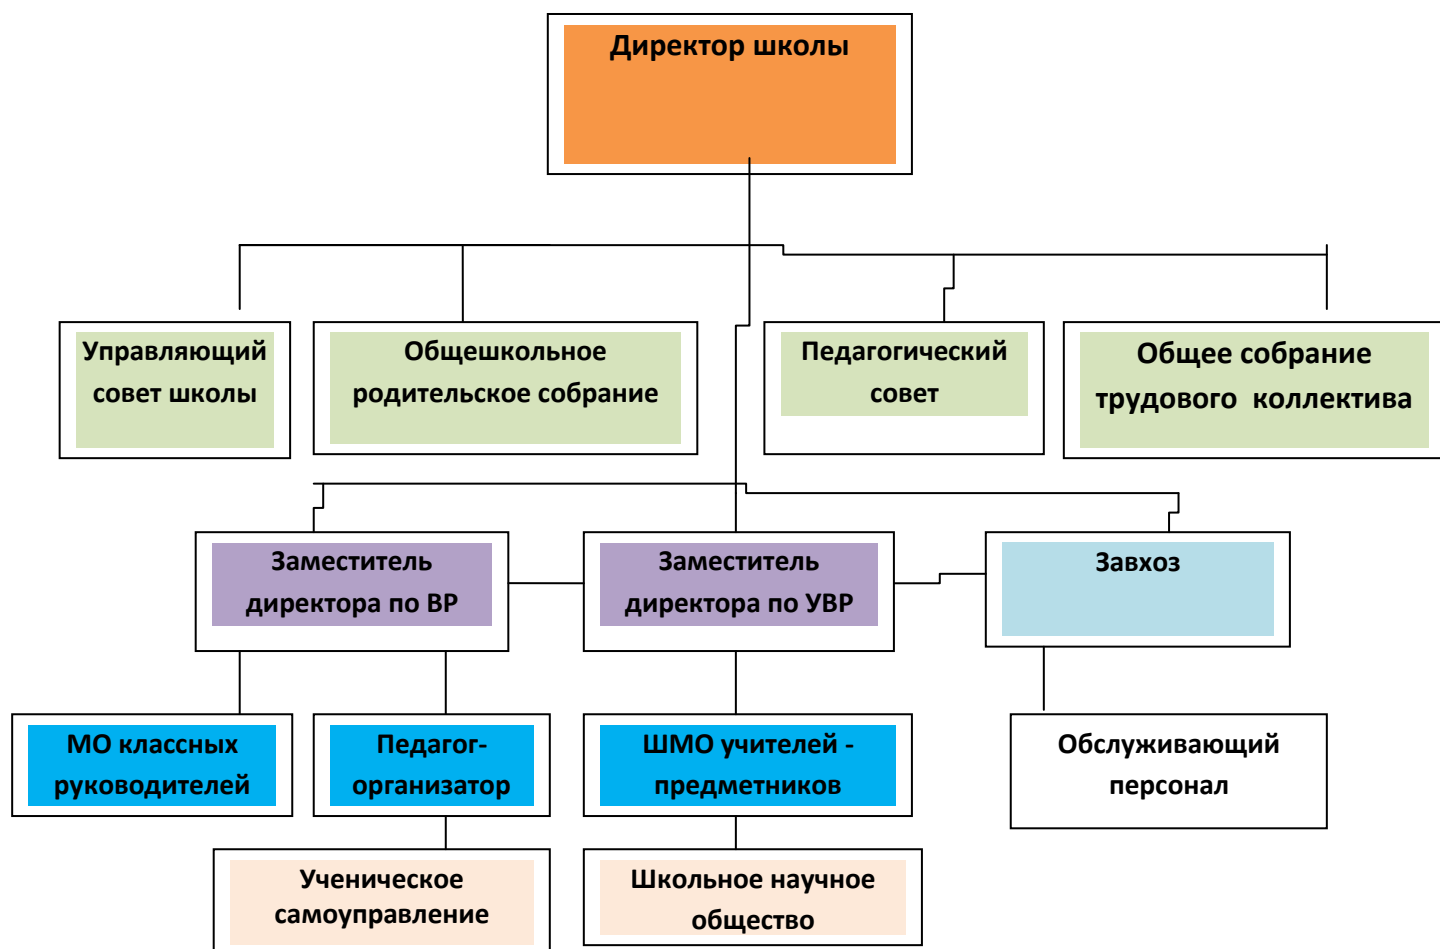 Директор школы
Управляющий
совет школы
Общешкольное
родительское собрание
Педагогический
совет
Общее собрание
трудового коллектива
Заместитель
директора по ВР
Заместитель
директора по УВР
Завхоз
МО классных
руководителей
Педагог-
организатор
ШМО учителей -
предметников
Обслуживающий
персонал
Ученическое
самоуправление
Школьное научное
общество